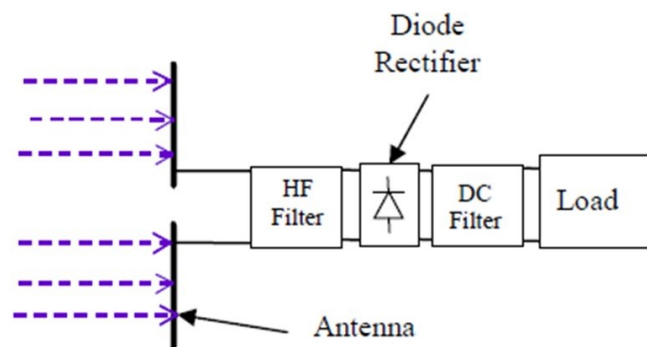 Diode
Rectifier
HF
Filter
DC
Filter
Load
Antenna